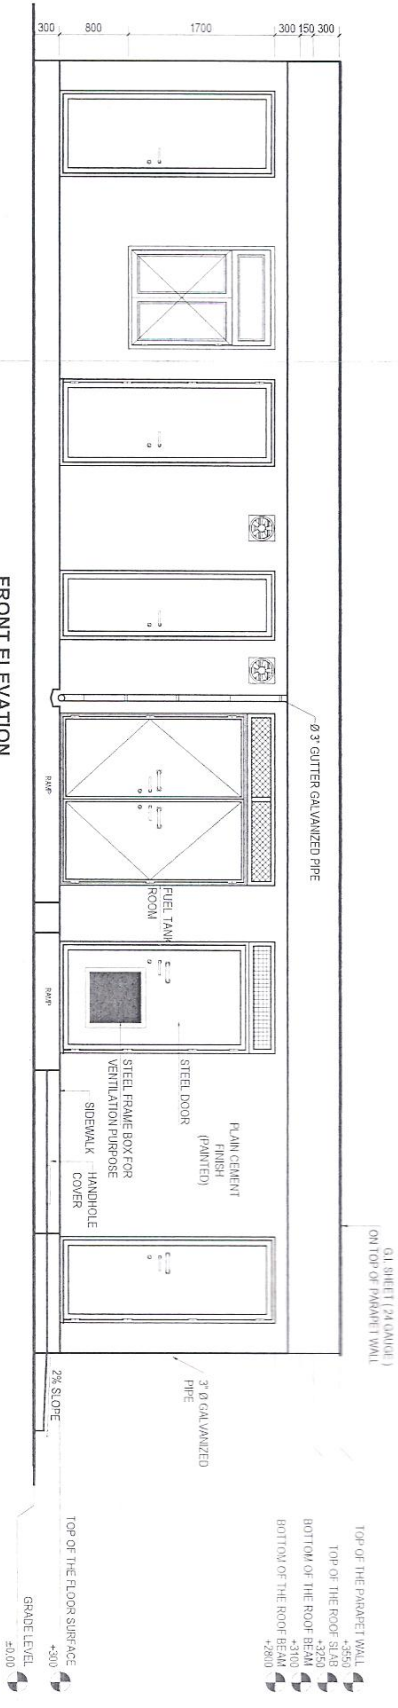 300 800 1700 300 150 300
G.I. SHEET ( 24 GAUGE )
ON TOP OF PARAPET WALL
Ø 3" GUTTER GALVANIZED PIPE
3" Ø GALVANIZED
PIPE
PLAIN CEMENT
FINISH
(PAINTED)
STEEL DOOR
FUEL TANK
ROOM
STEEL FRAME BOX FOR
VENTILATION PURPOSE
SIDEWALK
HANDHOLE
COVER
RAMP
RAMP
2% SLOPE
TOP OF THE PARAPET WALL
+3550
TOP OF THE ROOF SLAB
+3250
BOTTOM OF THE ROOF BEAM
+3100
BOTTOM OF THE ROOF BEAM
+2800
TOP OF THE FLOOR SURFACE
+300
GRADE LEVEL
±0.00
FRONT ELEVATION